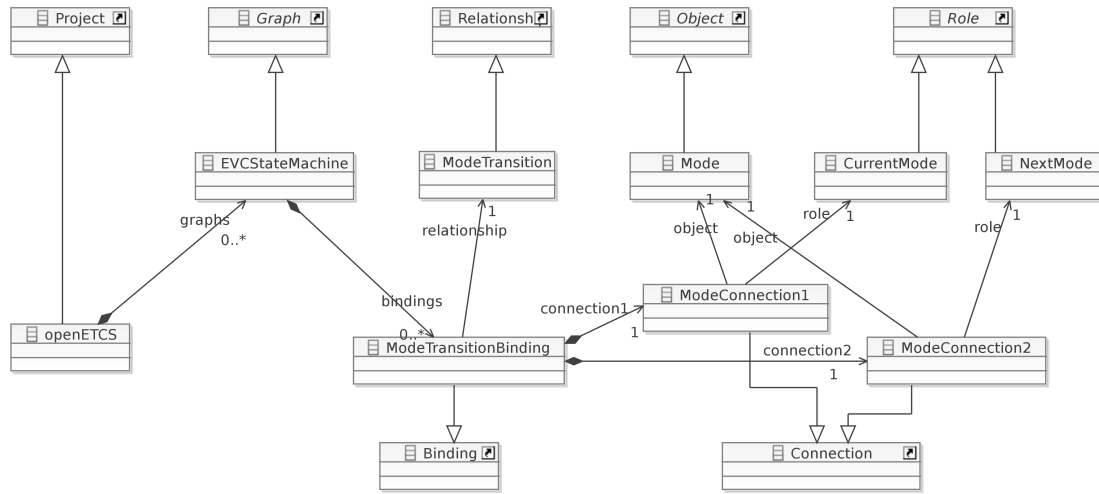 Project
Graph
Relationsh
Object
Role
EVCStateMachine
ModeTransition
Mode
CurrentMode
NextMode
graphs
0..*
1
relationship
1
1
object
object
role
1
role
1
bindings
0..*
connection1
1
ModeConnection1
openETCS
ModeTransitionBinding
connection2
1
ModeConnection2
Binding
Connection